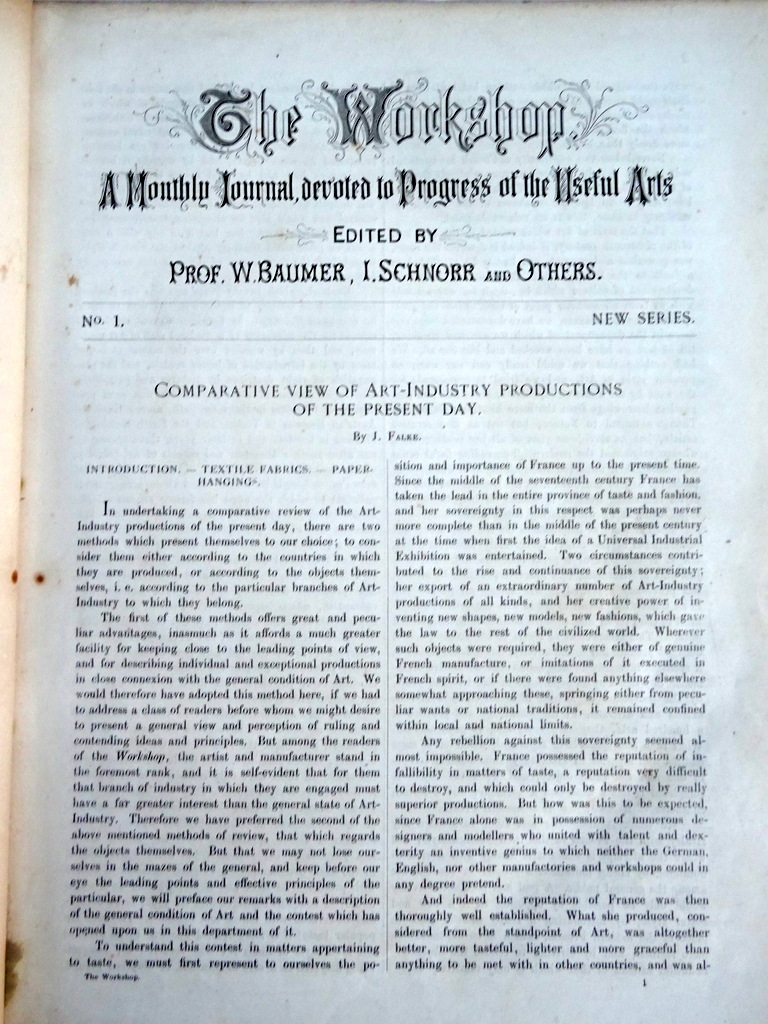 The Workshop.
A Monthly Journal, devoted to Progress of the Useful Arts
EDITED BY
PROF. W. BAUMER, I. SCHNORR AND OTHERS.
No. 1.
NEW SERIES.
COMPARATIVE VIEW OF ART-INDUSTRY PRODUCTIONS
OF THE PRESENT DAY.
By J. FALKE.
INTRODUCTION. — TEXTILE FABRICS. — PAPER-
HANGINGS.
In undertaking a comparative review of the Art-
Industry productions of the present day, there are two
methods which present themselves to our choice; to con-
sider them either according to the countries in which
they are produced, or according to the objects them-
selves, i. e. according to the particular branches of Art-
Industry to which they belong.
The first of these methods offers great and pecu-
liar advantages, inasmuch as it affords a much greater
facility for keeping close to the leading points of view,
and for describing individual and exceptional productions
in close connexion with the general condition of Art. We
would therefore have adopted this method here, if we had
to address a class of readers before whom we might desire
to present a general view and perception of ruling and
contending ideas and principles. But among the readers
of the Workshop, the artist and manufacturer stand in
the foremost rank, and it is self-evident that for them
that branch of industry in which they are engaged must
have a far greater interest than the general state of Art-
Industry. Therefore we have preferred the second of the
above mentioned methods of review, that which regards
the objects themselves. But that we may not lose our-
selves in the mazes of the general, and keep before our
eye the leading points and effective principles of the
particular, we will preface our remarks with a description
of the general condition of Art and the contest which has
opened upon us in this department of it.
To understand this contest in matters appertaining
to taste, we must first represent to ourselves the po-
The Workshop.
sition and importance of France up to the present time.
Since the middle of the seventeenth century France has
taken the lead in the entire province of taste and fashion,
and her sovereignty in this respect was perhaps never
more complete than in the middle of the present century
at the time when first the idea of a Universal Industrial
Exhibition was entertained. Two circumstances contri-
buted to the rise and continuance of this sovereignty;
her export of an extraordinary number of Art-Industry
productions of all kinds, and her creative power of in-
venting new shapes, new models, new fashions, which gave
the law to the rest of the civilized world. Wherever
such objects were required, they were either of genuine
French manufacture, or imitations of it executed in
French spirit, or if there were found anything elsewhere
somewhat approaching these, springing either from pecu-
liar wants or national traditions, it remained confined
within local and national limits.
Any rebellion against this sovereignty seemed al-
most impossible. France possessed the reputation of in-
fallibility in matters of taste, a reputation very difficult
to destroy, and which could only be destroyed by really
superior productions. But how was this to be expected,
since France alone was in possession of numerous de-
signers and modellers who united with talent and dex-
terity an inventive genius to which neither the German,
English, nor other manufactories and workshops could in
any degree pretend.
And indeed the reputation of France was then
thoroughly well established. What she produced, con-
sidered from the standpoint of Art, was altogether
better, more tasteful, lighter and more graceful than
anything to be met with in other countries, and was al-
1